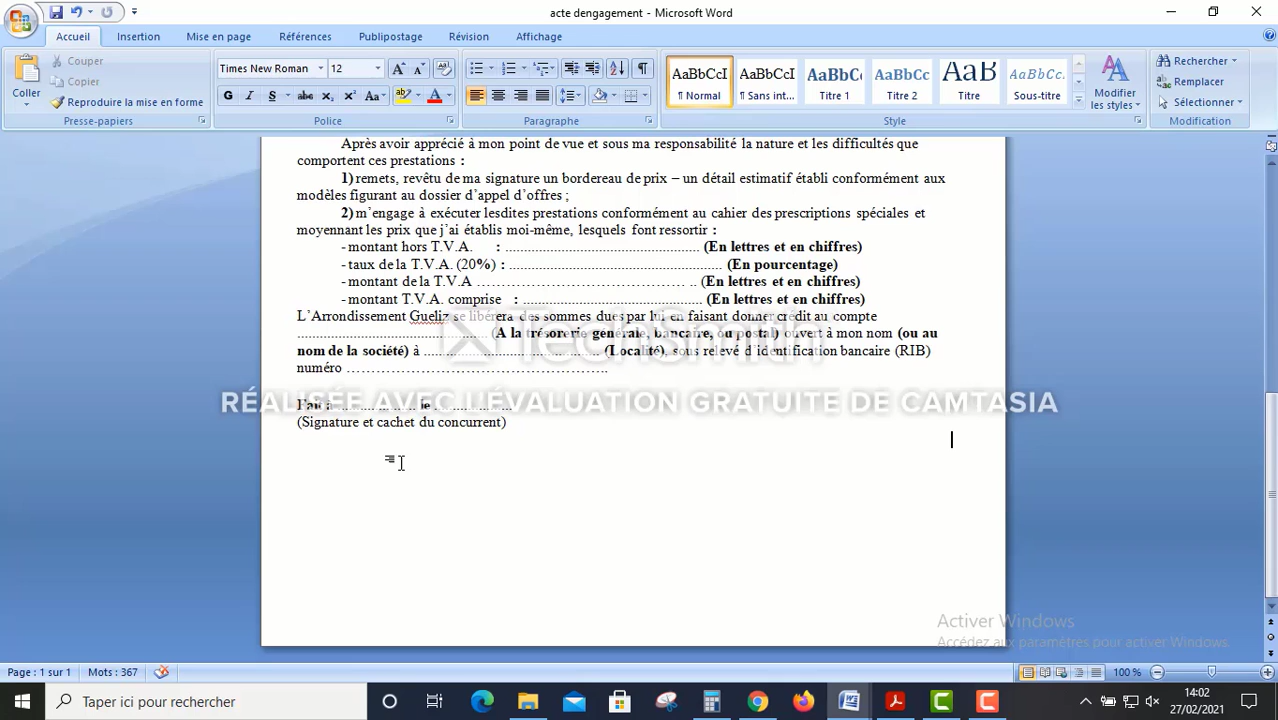 acte dengagement - Microsoft Word
Accueil Insertion Mise en page Références Publipostage Révision Affichage
Coller
Couper
Copier
Reproduire la mise en forme
Presse-papiers
Times New Roman 12
G I S abc x₂ x² Aa
Police
Paragraphe
AaBbCcI AaBbCcI AaBbCc AaBbCc AaB AaBbCc
¶ Normal ¶ Sans int... Titre 1 Titre 2 Titre Sous-titre
Modifier les styles
Style
Rechercher
Remplacer
Sélectionner
Modification
Après avoir apprécié à mon point de vue et sous ma responsabilité la nature et les difficultés que
comportent ces prestations :
1) remets, revêtu de ma signature un bordereau de prix – un détail estimatif établi conformément aux
modèles figurant au dossier d'appel d'offres ;
2) m'engage à exécuter lesdites prestations conformément au cahier des prescriptions spéciales et
moyennant les prix que j'ai établis moi-même, lesquels font ressortir :
- montant hors T.V.A. : ................................................... (En lettres et en chiffres)
- taux de la T.V.A. (20%) : ........................................................ (En pourcentage)
- montant de la T.V.A ……………………………………………… .. (En lettres et en chiffres)
- montant T.V.A. comprise : ............................................... (En lettres et en chiffres)
L'Arrondissement Gueliz se libérera des sommes dues par lui en faisant donner crédit au compte
................................................ (A la trésorerie générale, bancaire, ou postal) ouvert à mon nom (ou au
nom de la société) à ……………………………………… .. (Localité), sous relevé d'identification bancaire (RIB)
numéro …………………………………………………..
TechSmith
RÉALISÉE AVEC L'ÉVALUATION GRATUITE DE CAMTASIA
Fait à ...................... le .....................
(Signature et cachet du concurrent)
Activer Windows
Accédez aux paramètres pour activer Windows.
Page : 1 sur 1 Mots : 367 100 %
Taper ici pour rechercher
14:02
27/02/2021